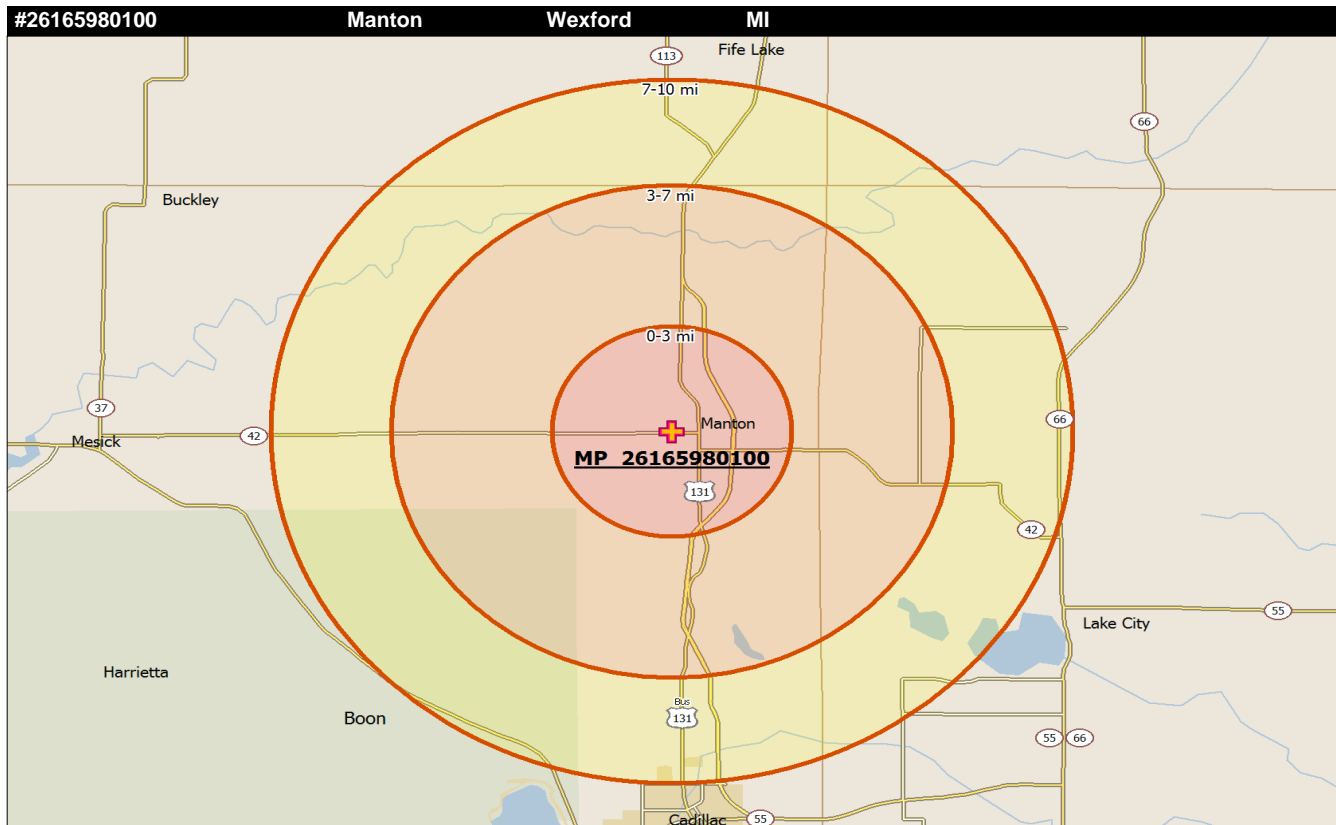 #26165980100 Manton Wexford MI
Fife Lake
113
7-10 mi
66
3-7 mi
Buckley
0-3 mi
37
66
Manton
42
Mesick
MP 26165980100
131
42
55
Lake City
Harrietta
Bus
131
Boon
55 66
Cadillac
55